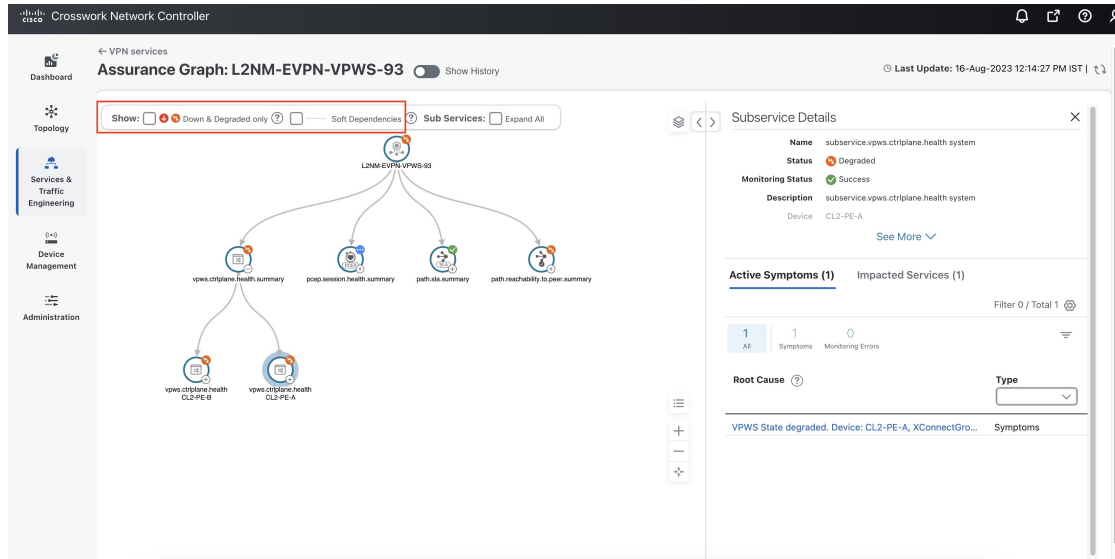 CISCO Crosswork Network Controller
← VPN services
Assurance Graph: L2NM-EVPN-VPWS-93
Show History
Last Update: 16-Aug-2023 12:14:27 PM IST |
Dashboard
Topology
Services &
Traffic
Engineering
Device
Management
Administration
Show: Down & Degraded only ? Soft Dependencies ? Sub Services: Expand All
L2NM-EVPN-VPWS-93
vpws.ctrlplane.health.summary
pcep.session.health.summary
path.sla.summary
path.reachability.to.peer.summary
vpws.ctrlplane.health
CL2-PE-B
vpws.ctrlplane.health
CL2-PE-A
Subservice Details
Name subservice.vpws.ctrlplane.health system
Status Degraded
Monitoring Status Success
Description subservice.vpws.ctrlplane.health system
Device CL2-PE-A
See More
Active Symptoms (1) Impacted Services (1)
Filter 0 / Total 1
1 1 0
All Symptoms Monitoring Errors
Root Cause ? Type
VPWS State degraded. Device: CL2-PE-A, XConnectGro... Symptoms